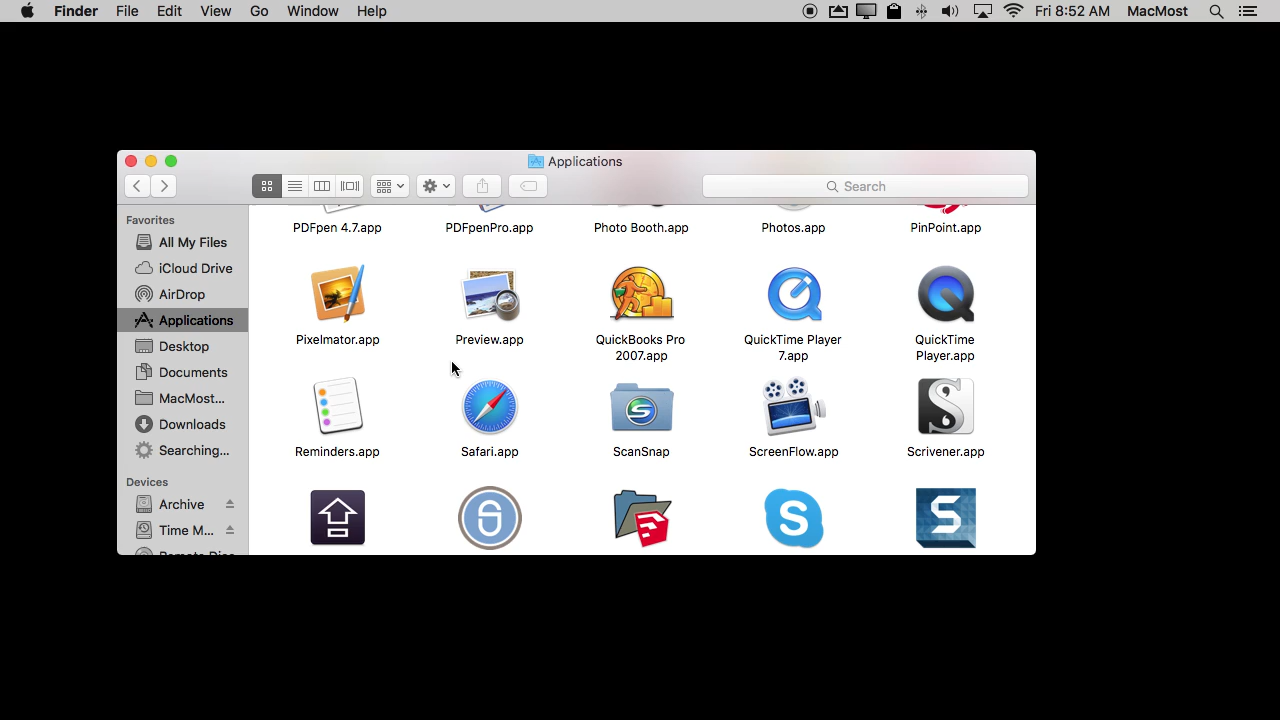 Finder File Edit View Go Window Help Fri 8:52 AM MacMost
Applications
Search
Favorites
All My Files
iCloud Drive
AirDrop
Applications
Desktop
Documents
MacMost...
Downloads
Searching...
Devices
Archive
Time M...
Remote Disc
PDFpen 4.7.app PDFpenPro.app Photo Booth.app Photos.app PinPoint.app
Pixelmator.app Preview.app QuickBooks Pro QuickTime Player QuickTime
2007.app 7.app Player.app
Reminders.app Safari.app ScanSnap ScreenFlow.app Scrivener.app